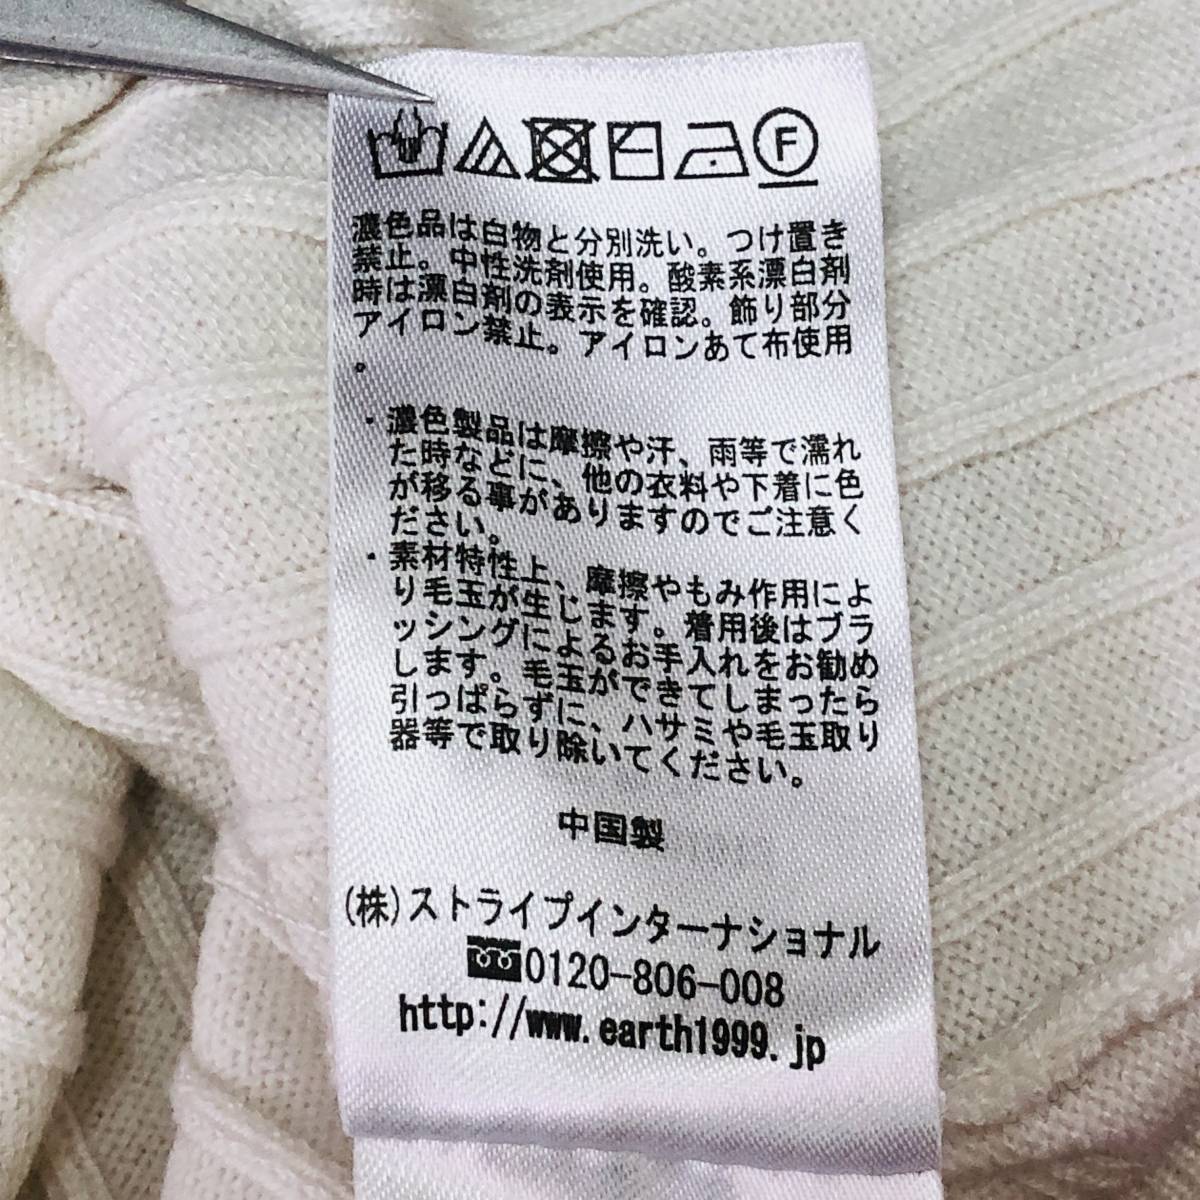 F
濃色品は白物と分別洗い。つけ置き
禁止。中性洗剤使用。酸素系漂白剤
時は漂白剤の表示を確認。飾り部分
アイロン禁止。アイロンあて布使用
。
・濃色製品は摩擦や汗、雨等で濡れ
た時などに、他の衣料や下着に色
が移る事がありますのでご注意く
ださい。
・素材特性上、摩擦やもみ作用によ
り毛玉が生じます。着用後はブラ
ッシングによるお手入れをお勧め
します。毛玉ができてしまったら
引っぱらずに、ハサミや毛玉取り
器等で取り除いてください。
中国製
(株)ストライプインターナショナル
0120-806-008
http://www.earth1999.jp